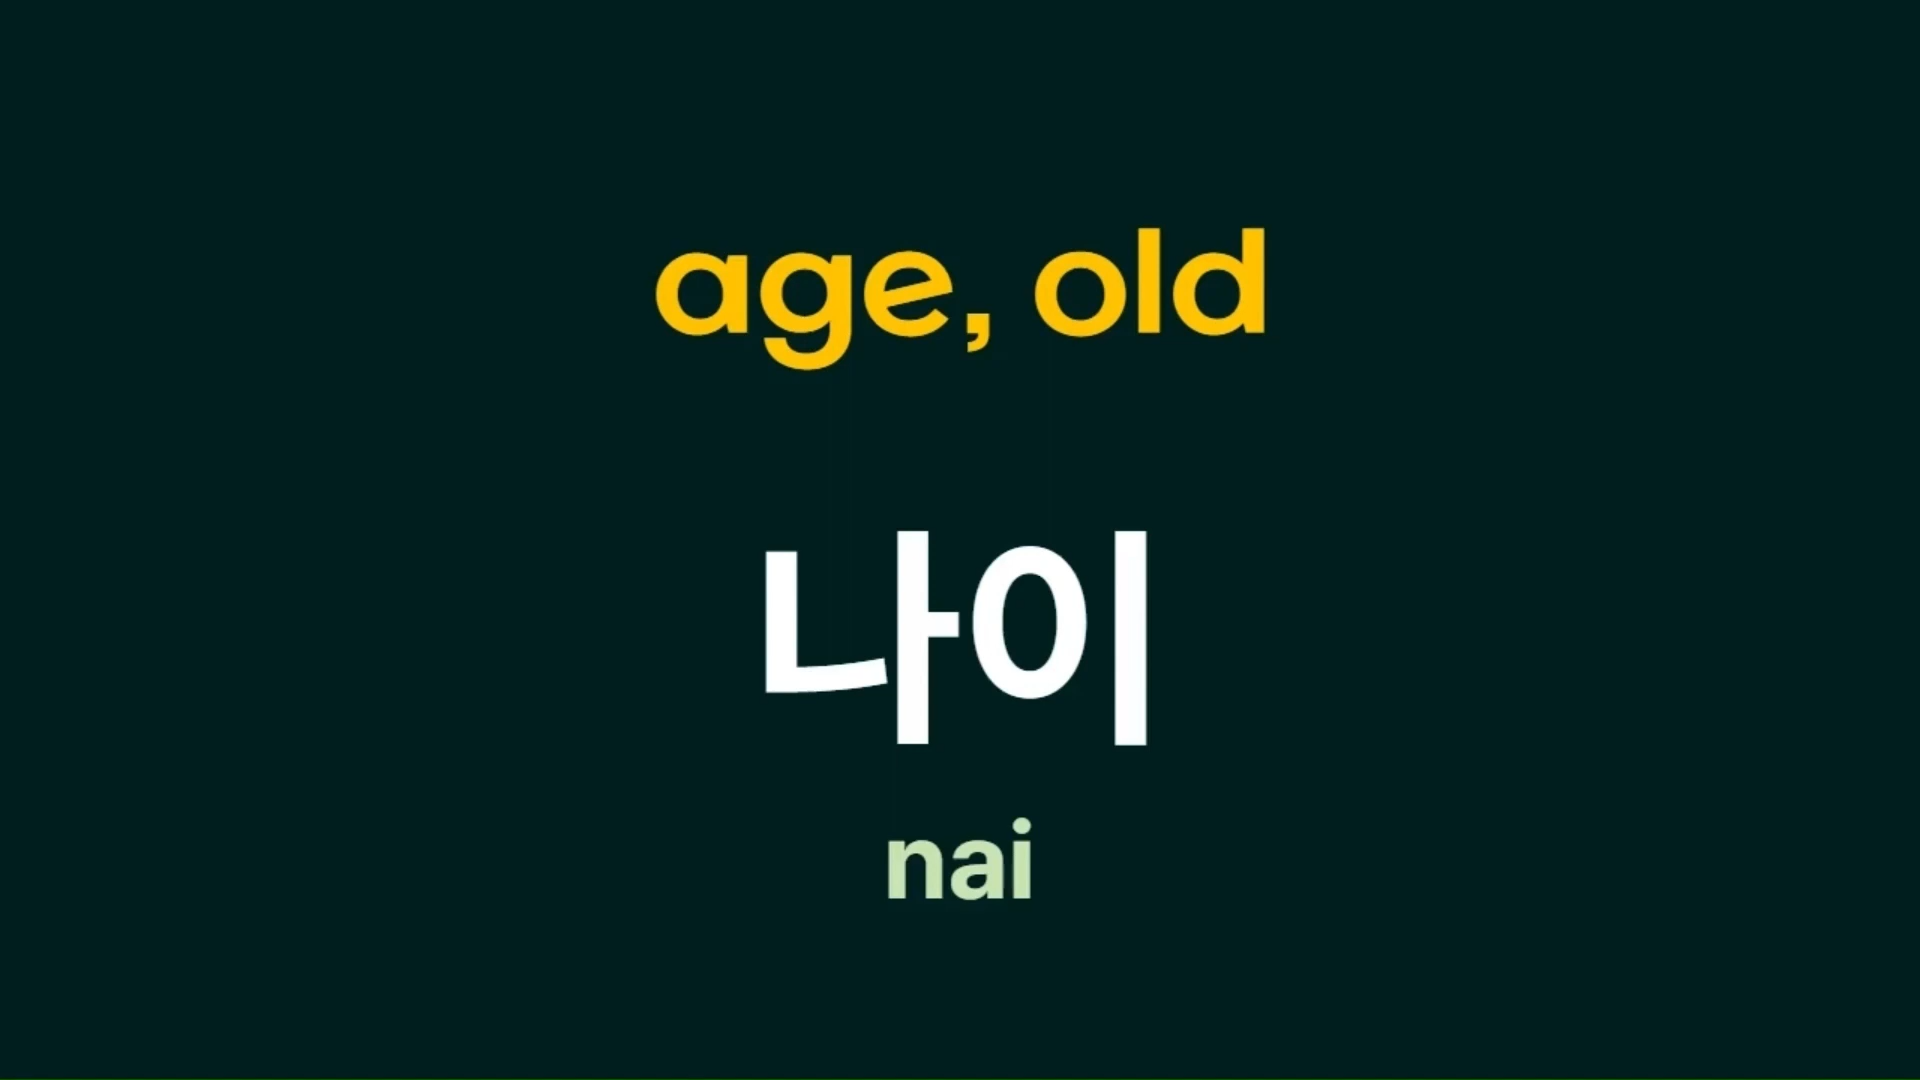 age, old
나이
nai